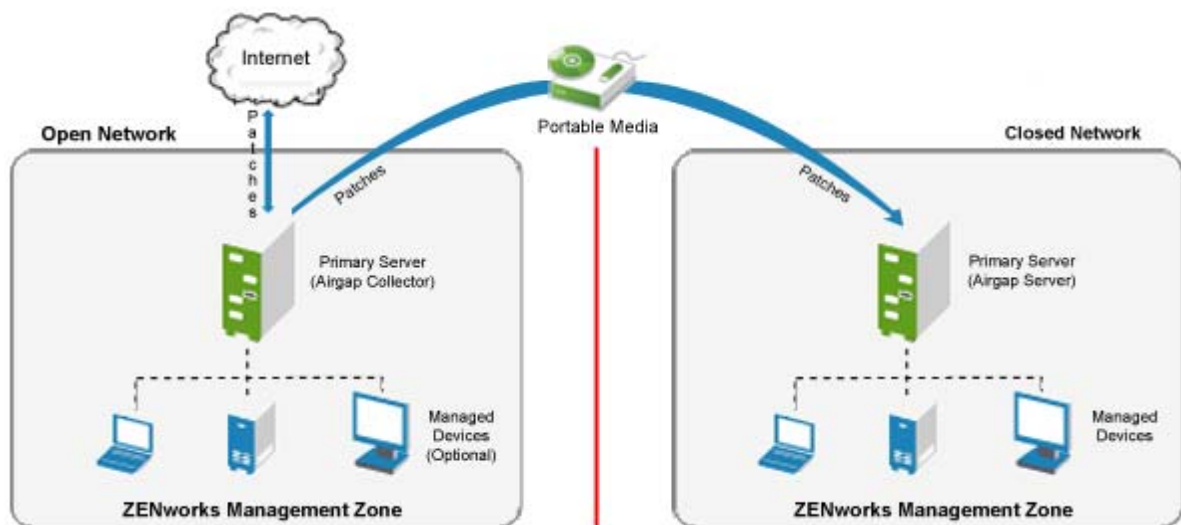 Internet
Patches
Portable Media
Open Network
Closed Network
Patches
Patches
Primary Server
(Airgap Collector)
Primary Server
(Airgap Server)
Managed
Devices
(Optional)
Managed
Devices
ZENworks Management Zone
ZENworks Management Zone